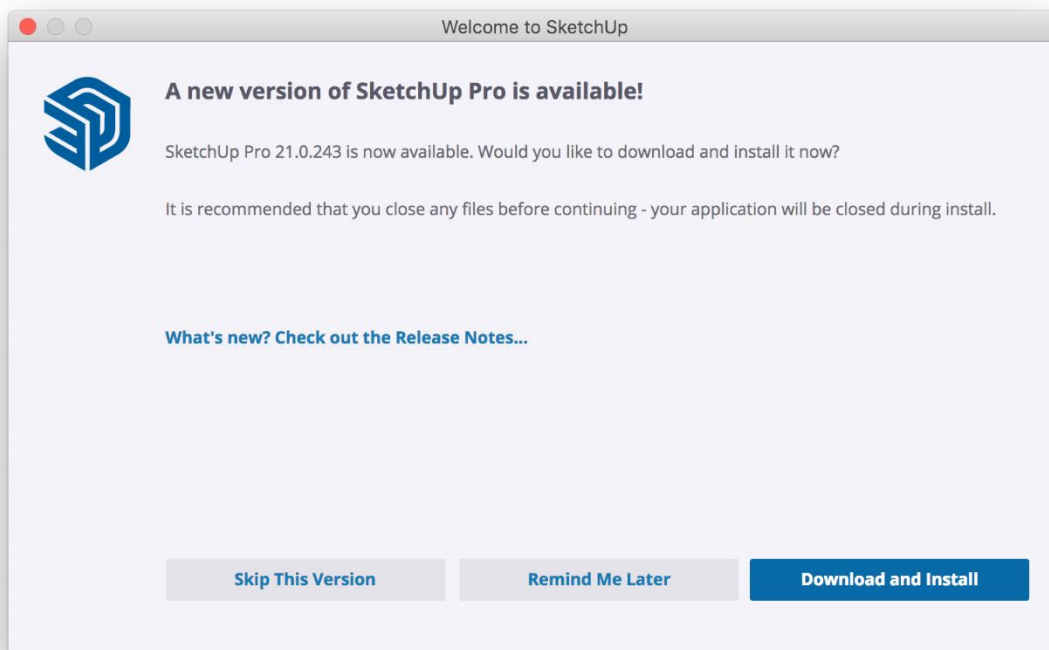 Welcome to SketchUp
A new version of SketchUp Pro is available!
SketchUp Pro 21.0.243 is now available. Would you like to download and install it now?
It is recommended that you close any files before continuing - your application will be closed during install.
What's new? Check out the Release Notes...
Skip This Version
Remind Me Later
Download and Install